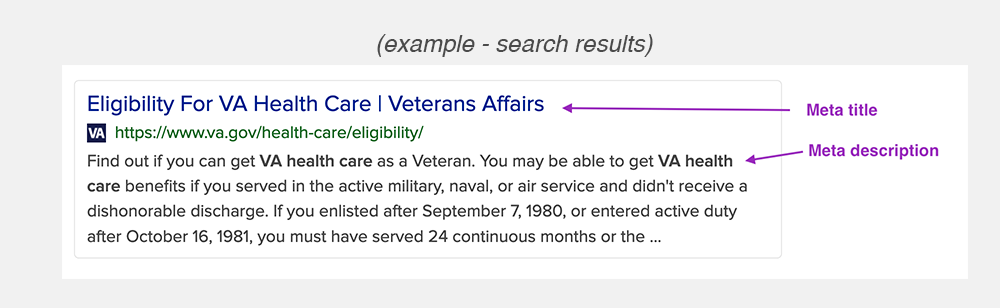 (example - search results)
Eligibility For VA Health Care | Veterans Affairs
Meta title
VA https://www.va.gov/health-care/eligibility/
Find out if you can get VA health care as a Veteran. You may be able to get VA health
Meta description
care benefits if you served in the active military, naval, or air service and didn't receive a
dishonorable discharge. If you enlisted after September 7, 1980, or entered active duty
after October 16, 1981, you must have served 24 continuous months or the ...